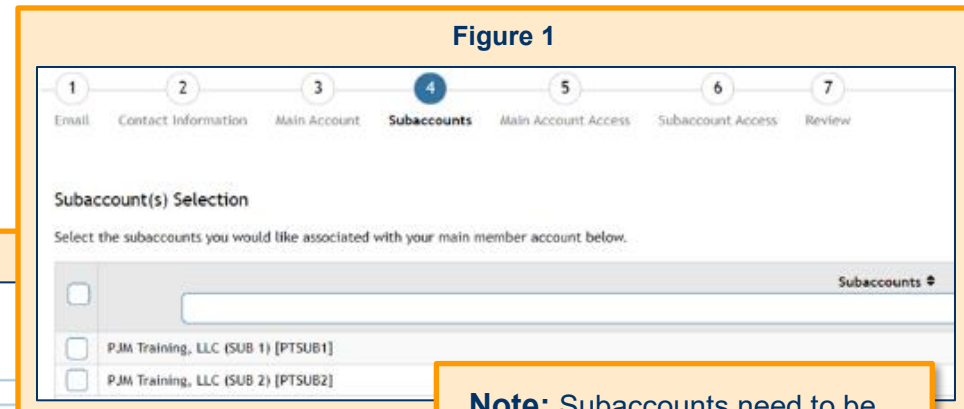 Figure 1
1 2 3 4 5 6 7
Email Contact Information Main Account Subaccounts Main Account Access Subaccount Access Review
Subaccount(s) Selection
Select the subaccounts you would like associated with your main member account below.
Subaccounts
PJM Training, LLC (SUB 1) [PTSUB1]
PJM Training, LLC (SUB 2) [PTSUB2]
Note: Subaccounts need to be